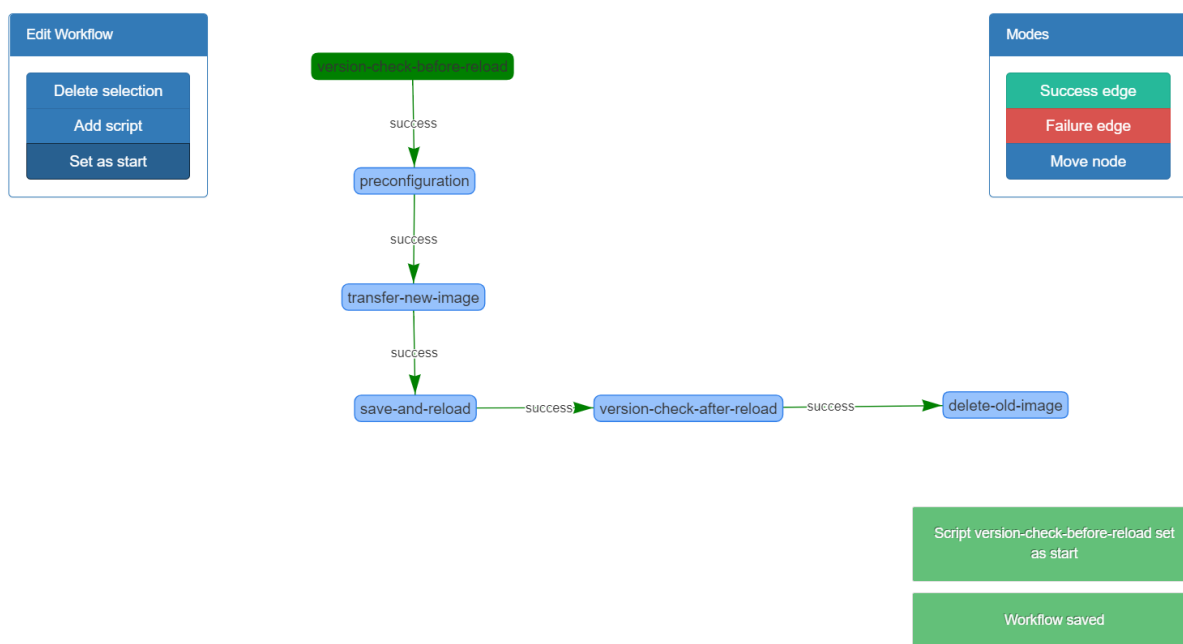 Edit Workflow
Delete selection
Add script
Set as start
version-check-before-reload
success
preconfiguration
success
transfer-new-image
success
save-and-reload
success
version-check-after-reload
success
delete-old-image
Modes
Success edge
Failure edge
Move node
Script version-check-before-reload set
as start
Workflow saved